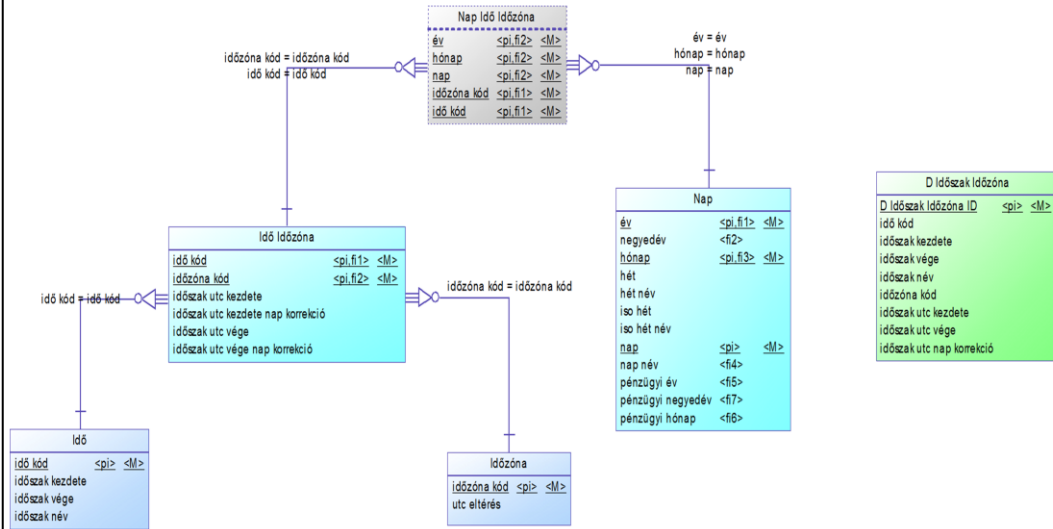 Nap Idő Időzóna
év <pi,fi2> <M>
hónap <pi,fi2> <M>
nap <pi,fi2> <M>
időzóna kód <pi,fi1> <M>
idő kód <pi,fi1> <M>
időzóna kód = időzóna kód
idő kód = idő kód
év = év
hónap = hónap
nap = nap
Idő Időzóna
idő kód <pi,fi1> <M>
időzóna kód <pi,fi2> <M>
időszak utc kezdete
időszak utc kezdete nap korrekció
időszak utc vége
időszak utc vége nap korrekció
Nap
év <pi,fi1> <M>
negyedév <fi2>
hónap <pi,fi3> <M>
hét
hét név
iso hét
iso hét név
nap <pi> <M>
nap név <fi4>
pénzügyi év <fi5>
pénzügyi negyedév <fi7>
pénzügyi hónap <fi6>
D Időszak Időzóna
D Időszak Időzóna ID <pi> <M>
idő kód
időszak kezdete
időszak vége
időszak név
időzóna kód
időszak utc kezdete
időszak utc vége
időszak utc nap korrekció
idő kód = idő kód
időzóna kód = időzóna kód
Idő
idő kód <pi> <M>
időszak kezdete
időszak vége
időszak név
Időzóna
időzóna kód <pi> <M>
utc eltérés